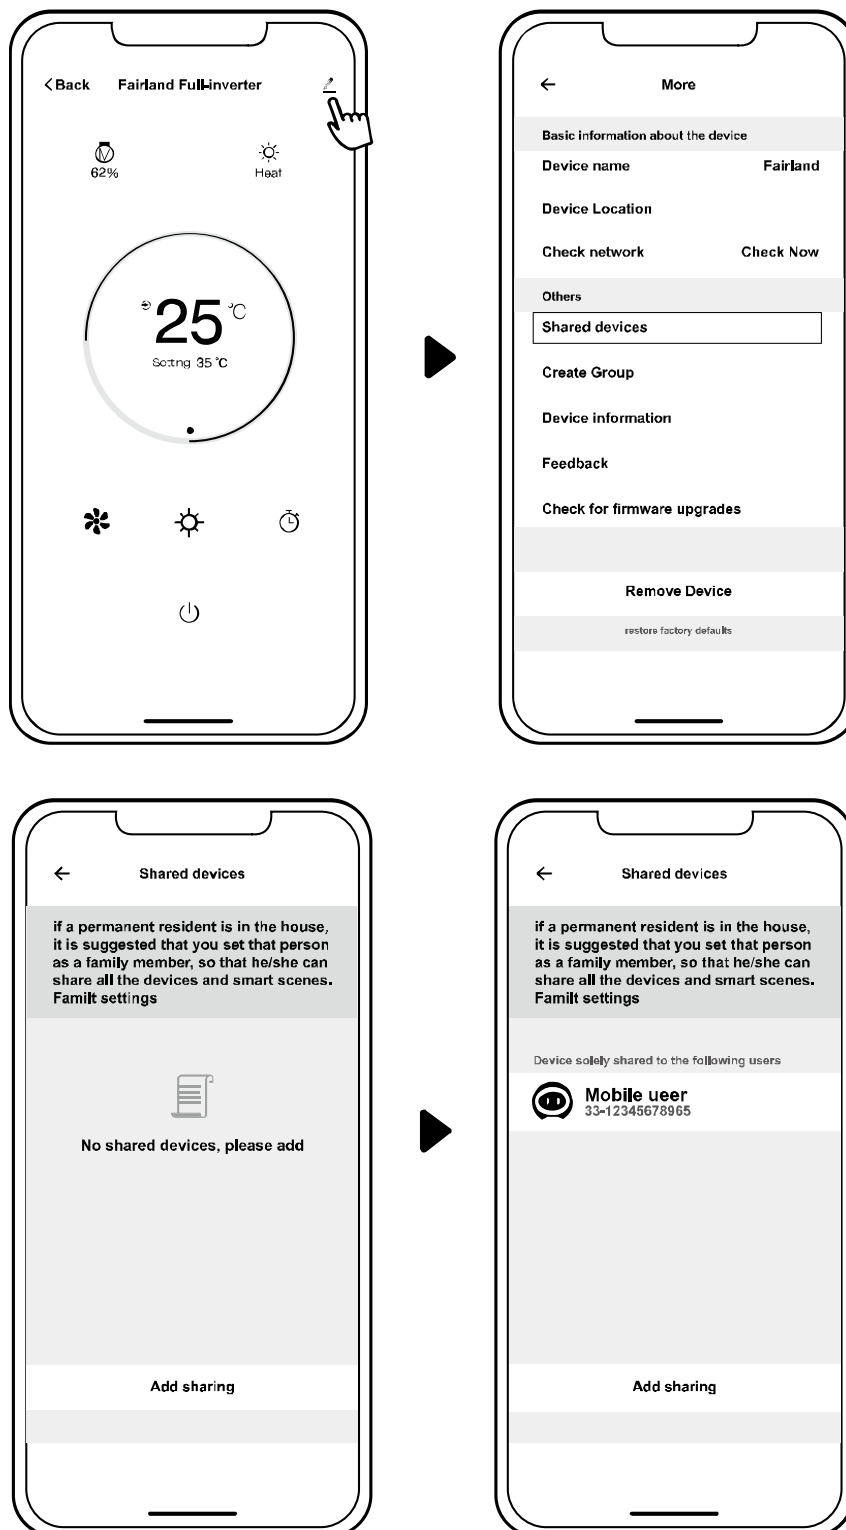 Back Fairland Full-inverter
62% Heat
25 °C
Setting 35 °C
More
Basic information about the device
Device name Fairland
Device Location
Check network Check Now
Others
Shared devices
Create Group
Device information
Feedback
Check for firmware upgrades
Remove Device
restore factory defaults
Shared devices
if a permanent resident is in the house,
it is suggested that you set that person
as a family member, so that he/she can
share all the devices and smart scenes.
Familt settings
No shared devices, please add
Add sharing
Shared devices
if a permanent resident is in the house,
it is suggested that you set that person
as a family member, so that he/she can
share all the devices and smart scenes.
Familt settings
Device solely shared to the following users
Mobile ueer
33-12345678965
Add sharing